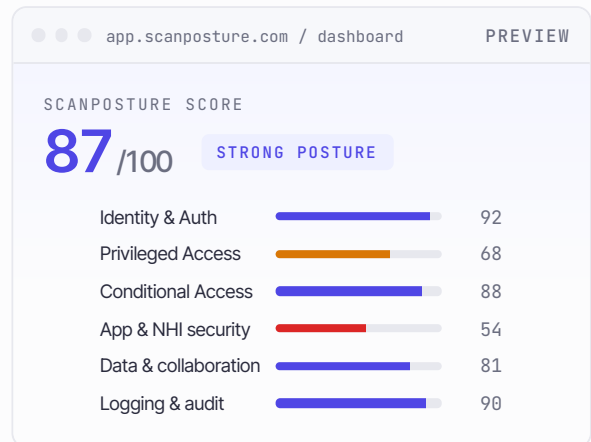 app.scanposture.com / dashboard PREVIEW
SCANPOSTURE SCORE
87/100 STRONG POSTURE
Identity & Auth 92
Privileged Access 68
Conditional Access 88
App & NHI security 54
Data & collaboration 81
Logging & audit 90